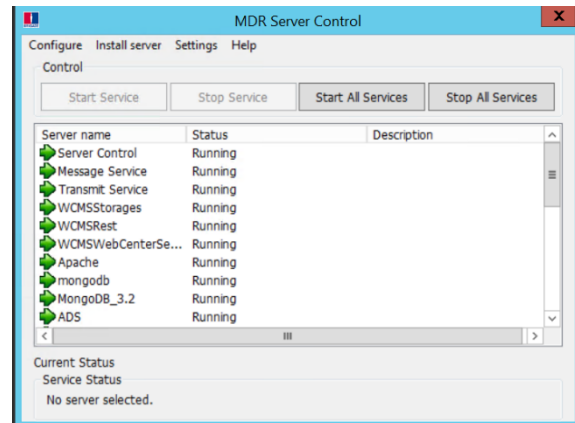 MDR Server Control
x
Configure Install server Settings Help
Control
Start Service Stop Service Start All Services Stop All Services
Server name Status Description
Server Control Running
Message Service Running
Transmit Service Running
WCMSStorages Running
WCMSRest Running
WCMSWebCenterSe... Running
Apache Running
mongodb Running
MongoDB_3.2 Running
ADS Running
Current Status
Service Status
No server selected.